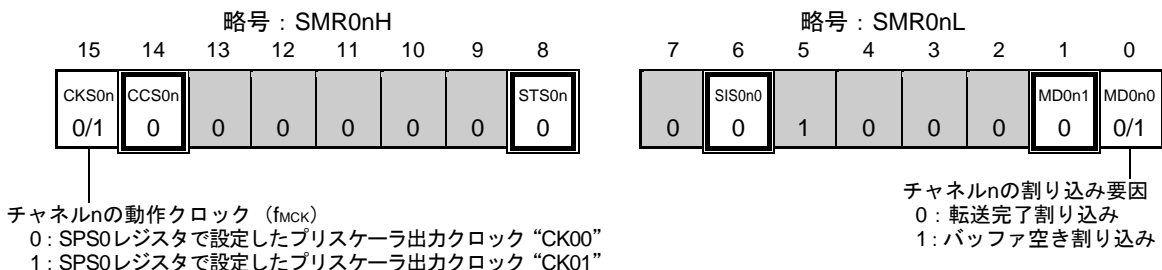 略号：SMR0nH
略号：SMR0nL
15 14 13 12 11 10 9 8
7 6 5 4 3 2 1 0
CKS0n CCS0n STS0n
SIS0n0 MD0n1 MD0n0
0/1 0 0 0 0 0 0 0
0 0 1 0 0 0 0 0/1
チャネルnの動作クロック（fMCK）
0：SPS0レジスタで設定したプリスケーラ出力クロック“CK00”
1：SPS0レジスタで設定したプリスケーラ出力クロック“CK01”
チャネルnの割り込み要因
0：転送完了割り込み
1：バッファ空き割り込み